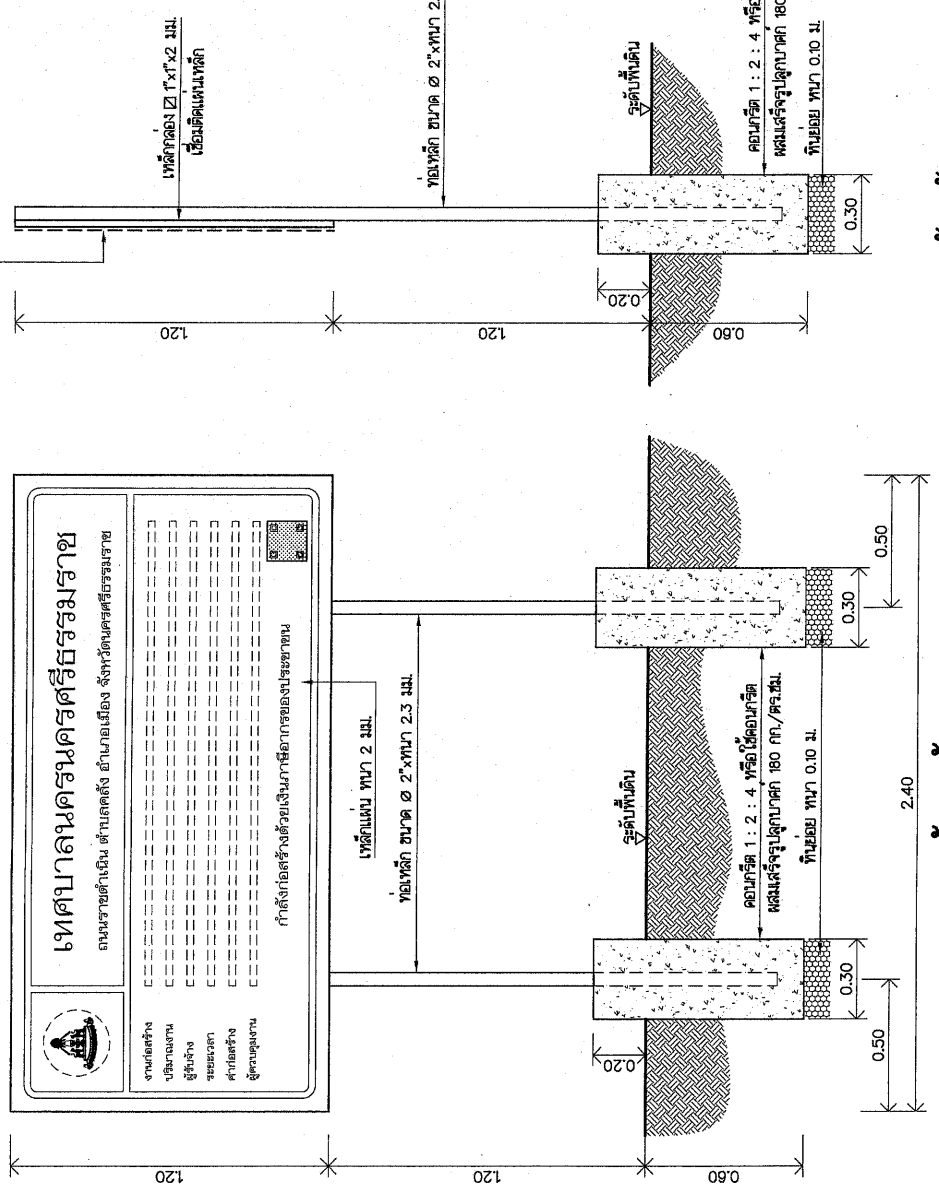 เทศบาลนครนครศรีธรรมราช
ถนนราชดำเนิน ตำบลคลัง อำเภอเมือง จังหวัดนครศรีธรรมราช
งานก่อสร้าง
ปริมาณงาน
ผู้รับจ้าง
ระยะเวลา
ค่าก่อสร้าง
ผู้ควบคุมงาน
กำลังก่อสร้างด้วยเงินภาษีอากรของประชาชน
เหล็กแผ่น หนา 2 มม.
ท่อเหล็ก ขนาด Ø 2"xหนา 2.3 มม.
ระดับพื้นดิน
คอนกรีต 1 : 2 : 4 หรือใช้คอนกรีต
ผสมเสร็จรูปลูกบาศก์ 180 กก./ตร.ซม.
หินย่อย หนา 0.10 ม.
1.20
1.20
0.60
0.20
0.30
0.30
0.50
0.50
2.40
เหล็กกล่อง 1"x1"x2 มม.
เชื่อมติดแผ่นเหล็ก
ท่อเหล็ก ขนาด Ø 2"xหนา 2.
ระดับพื้นดิน
คอนกรีต 1 : 2 : 4 หรือ
ผสมเสร็จรูปลูกบาศก์ 180
หินย่อย หนา 0.10 ม.
1.20
1.20
0.60
0.20
0.30